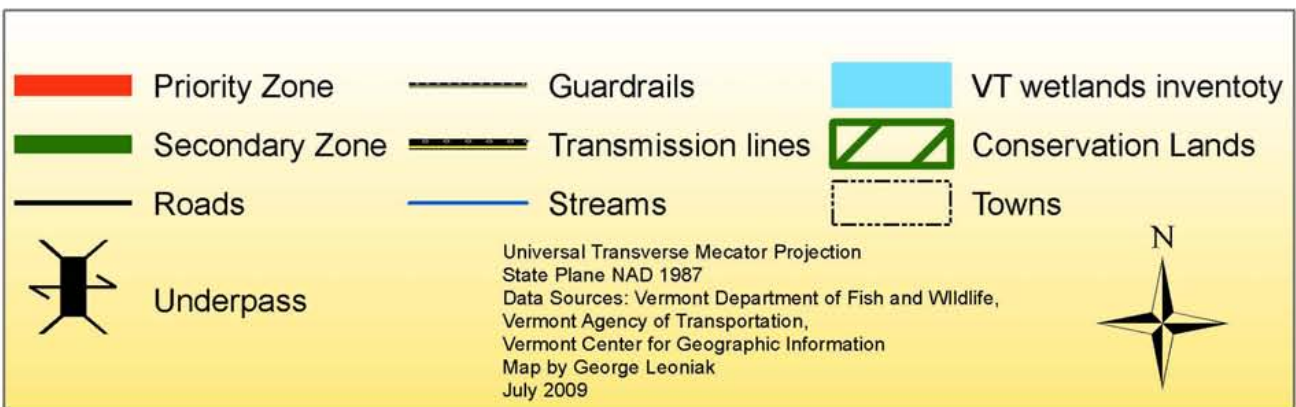 Priority Zone
Guardrails
VT wetlands inventoty
Secondary Zone
Transmission lines
Conservation Lands
Roads
Streams
Towns
Underpass
Universal Transverse Mecator Projection
State Plane NAD 1987
Data Sources: Vermont Department of Fish and WIldlife,
Vermont Agency of Transportation,
Vermont Center for Geographic Information
Map by George Leoniak
July 2009
N